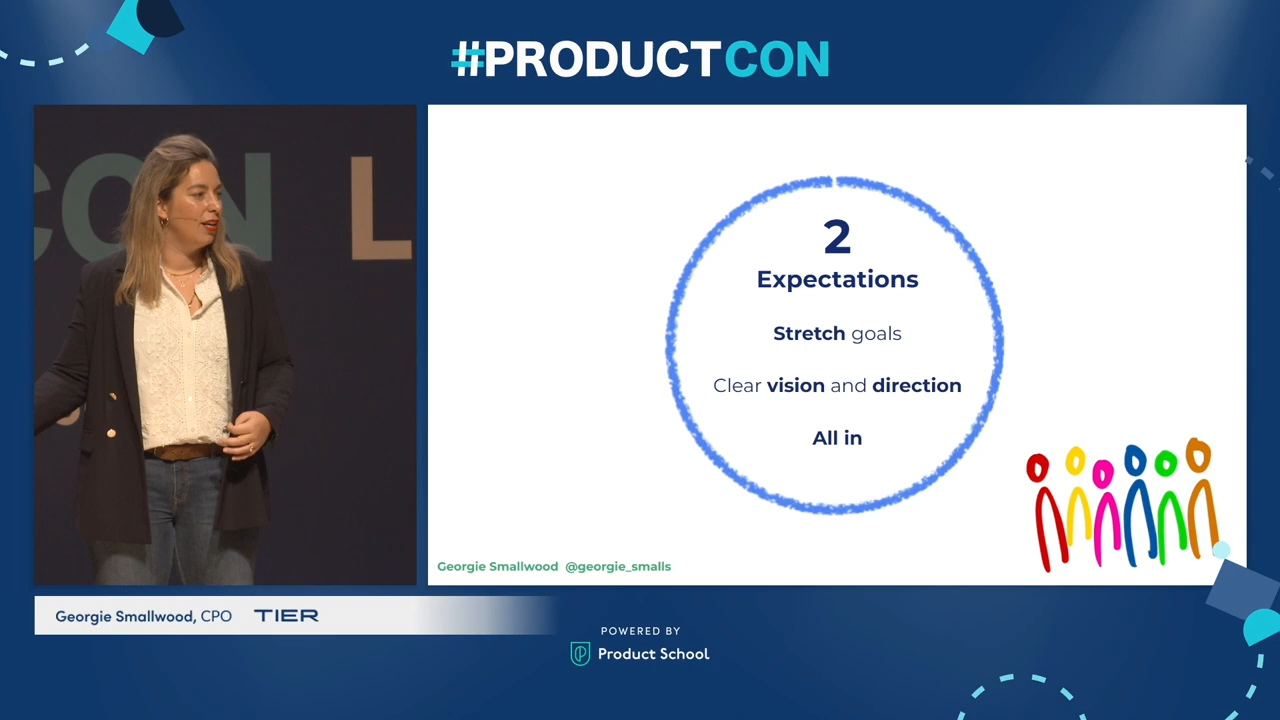 #PRODUCTCON
CON L
2
Expectations
Stretch goals
Clear vision and direction
All in
Georgie Smallwood @georgie_smalls
Georgie Smallwood, CPO TIER
POWERED BY
Product School